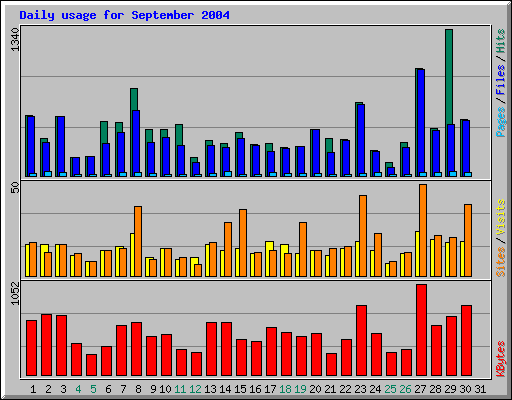 Daily usage for September 2004
1340
Pages / Files / Hits
50
Sites / Visits
1052
KBytes
1 2 3 4 5 6 7 8 9 10 11 12 13 14 15 16 17 18 19 20 21 22 23 24 25 26 27 28 29 30 31